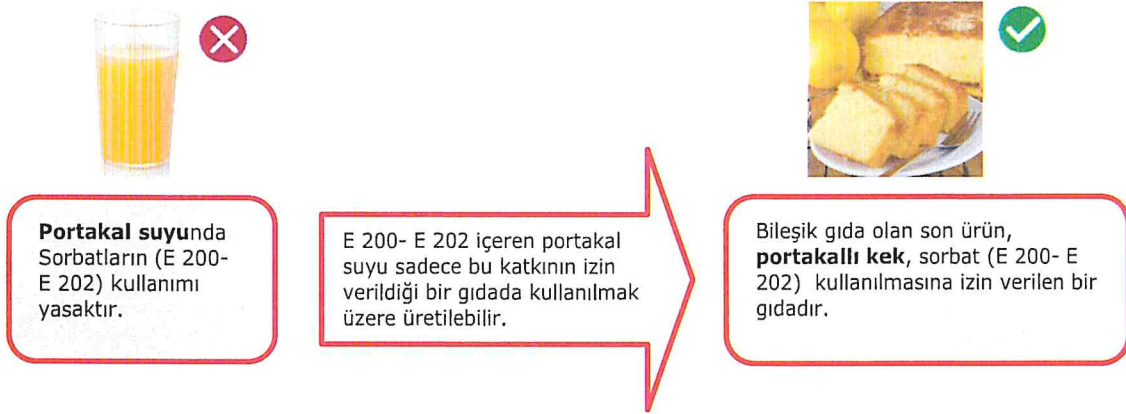 Portakal suyunda
Sorbatların (E 200-
E 202) kullanımı
yasaktır.
E 200- E 202 içeren portakal
suyu sadece bu katkının izin
verildiği bir gıdada kullanılmak
üzere üretilebilir.
Bileşik gıda olan son ürün,
portakallı kek, sorbat (E 200- E
202) kullanılmasına izin verilen bir
gıdadır.